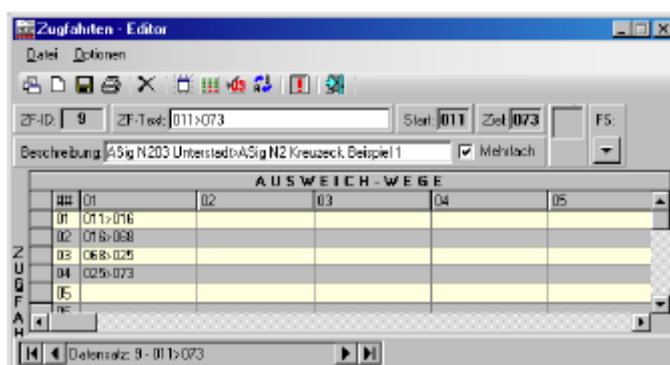 Zugfahrten - Editor
Datei Optionen
ZF-ID: 9 ZF-Text: 011>073 Start: 011 Ziel: 073 FS:
Beschreibung: ASig N203 Unterstadt>ASig N2 Kreuzeck Beispiel 1 Mehrfach
AUSWEICH-WEGE
## 01 02 03 04 05
01 011>016
02 016>068
03 068>025
04 025>073
05
06
ZUGFAH
Datensatz: 9 - 011>073